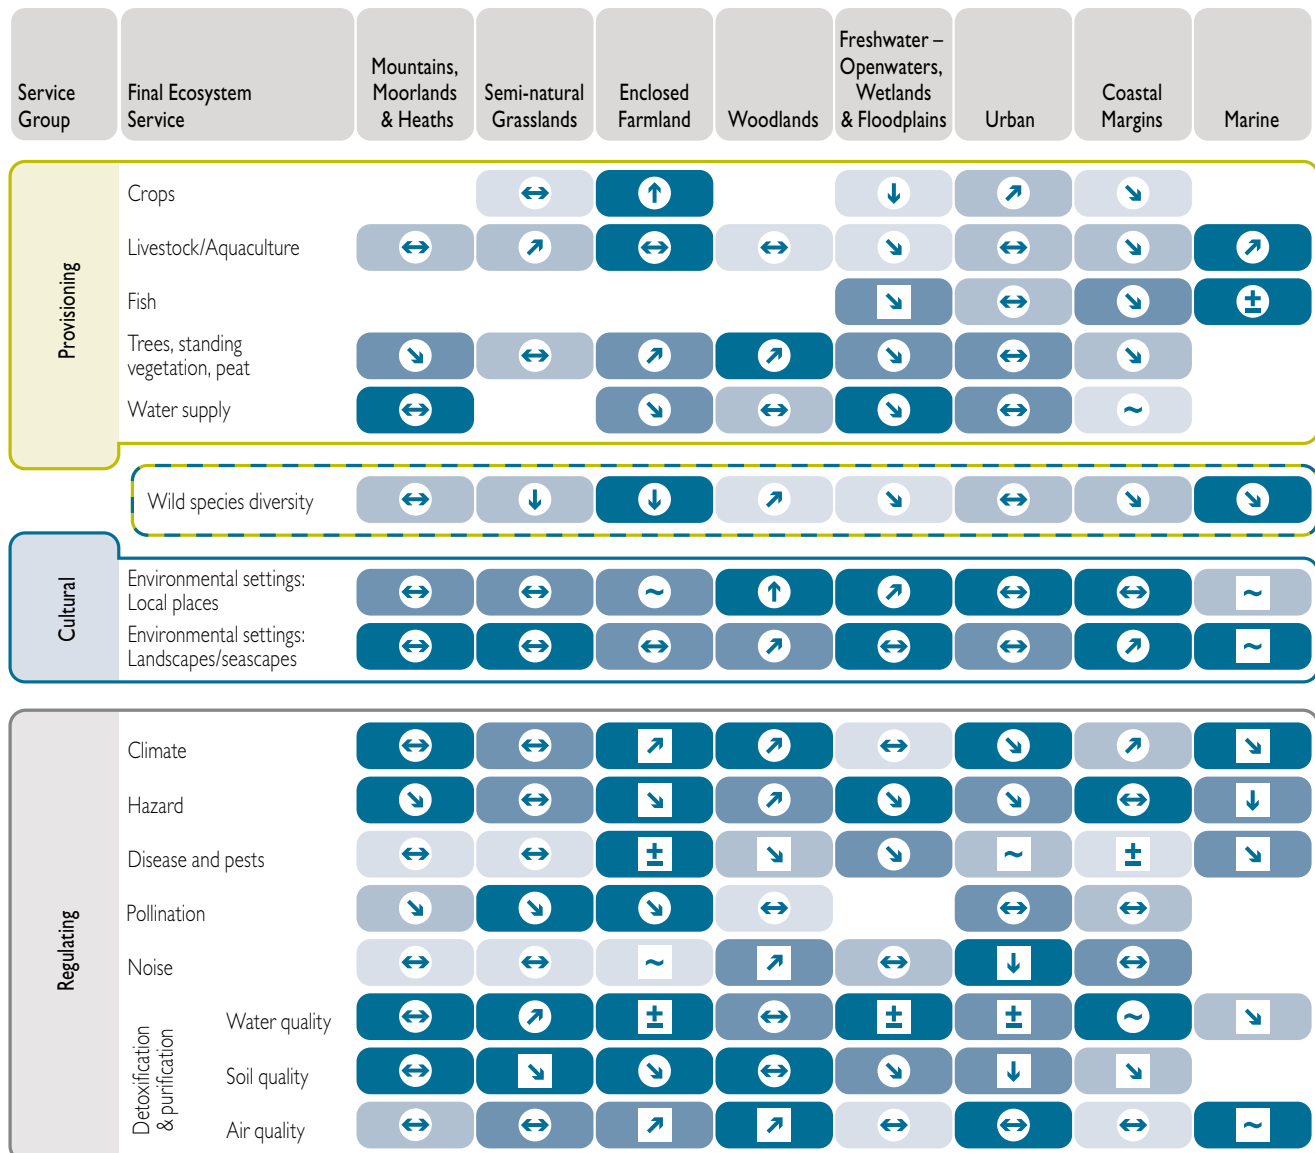 Service
Group
Final Ecosystem
Service
Mountains,
Moorlands
& Heaths
Semi-natural
Grasslands
Enclosed
Farmland
Woodlands
Freshwater –
Openwaters,
Wetlands
& Floodplains
Urban
Coastal
Margins
Marine
Provisioning
Crops
↔ ↑ ↓ ↗ ↘
Livestock/Aquaculture
↔ ↗ ↔ ↔ ↘ ↔ ↘ ↗
Fish
↘ ↔ ↘ ±
Trees, standing
vegetation, peat
↘ ↔ ↗ ↗ ↘ ↔ ↘
Water supply
↔ ↘ ↔ ↘ ↔ ~
Wild species diversity
↔ ↓ ↓ ↗ ↘ ↔ ↘ ↘
Cultural
Environmental settings:
Local places
↔ ↔ ~ ↑ ↗ ↔ ↔ ~
Environmental settings:
Landscapes/seascapes
↔ ↔ ↔ ↗ ↔ ↔ ↗ ~
Regulating
Climate
↔ ↔ ↗ ↗ ↔ ↘ ↗ ↘
Hazard
↘ ↔ ↘ ↗ ↘ ↘ ↔ ↓
Disease and pests
↔ ↔ ± ↘ ↘ ~ ± ↘
Pollination
↘ ↘ ↘ ↔ ↔ ↔
Noise
↔ ↔ ~ ↗ ↔ ↓ ↔
Detoxification
& purification
Water quality
↔ ↗ ± ↔ ± ± ~ ↘
Soil quality
↔ ↘ ↘ ↔ ↘ ↓ ↘
Air quality
↔ ↔ ↗ ↗ ↔ ↔ ↔ ~